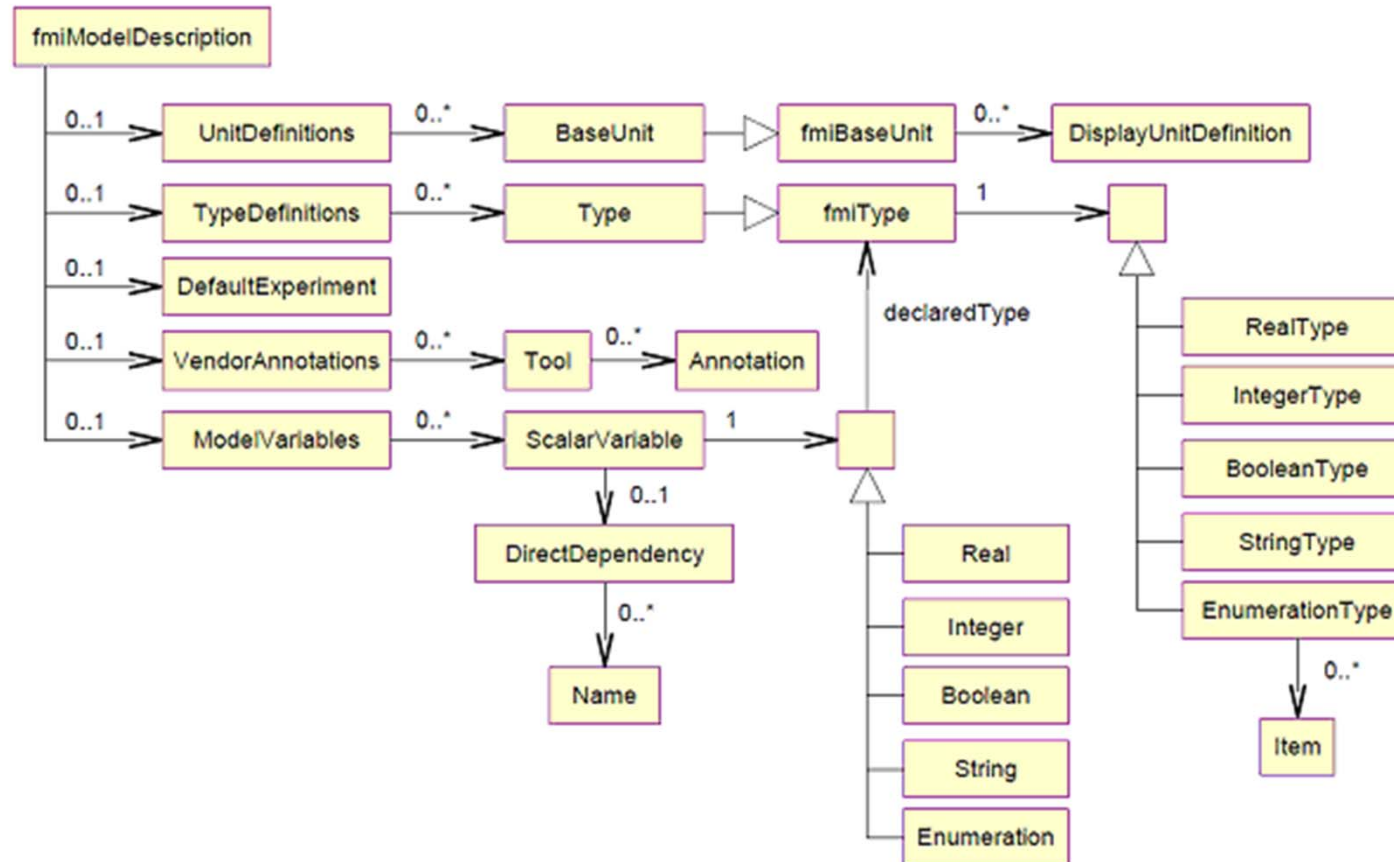 fmiModelDescription
0..1
UnitDefinitions
0..*
BaseUnit
fmiBaseUnit
0..*
DisplayUnitDefinition
0..1
TypeDefinitions
0..*
Type
fmiType
1
0..1
DefaultExperiment
declaredType
RealType
0..1
VendorAnnotations
0..*
Tool
0..*
Annotation
IntegerType
0..1
ModelVariables
0..*
ScalarVariable
1
BooleanType
0..1
DirectDependency
Real
StringType
0..*
Integer
EnumerationType
0..*
Name
Boolean
Item
String
Enumeration